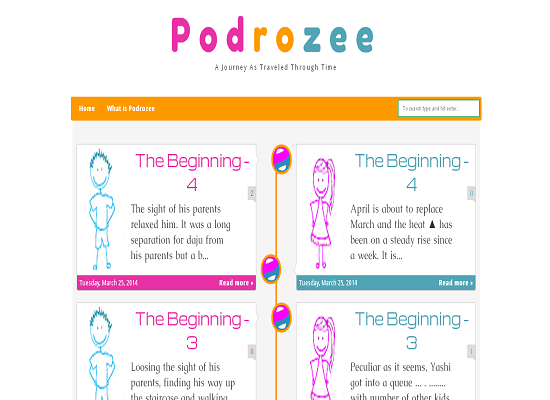 Podrozee
A Journey As Traveled Through Time
Home
What is Podrozee
To search type and hit enter...
The Beginning -
4
2
The sight of his parents
relaxed him. It was a long
separation for daju from
his parents but a b...
Tuesday, March 25, 2014
Read more »
The Beginning -
4
0
April is about to replace
March and the heat ▲ has
been on a steady rise since
a week. It is...
Tuesday, March 25, 2014
Read more »
The Beginning -
3
0
Loosing the sight of his
parents, finding his way up
the staircase and walking
The Beginning -
3
1
Peculiar as it seems, Yashi
got into a queue ... . ........
with number of other kids